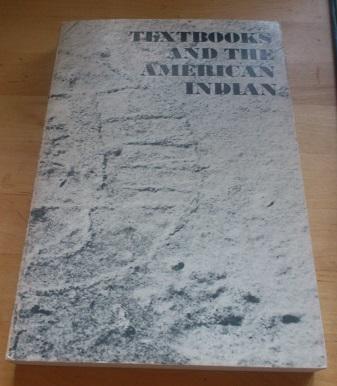 TEXTBOOKS
AND THE
AMERICAN
INDIAN